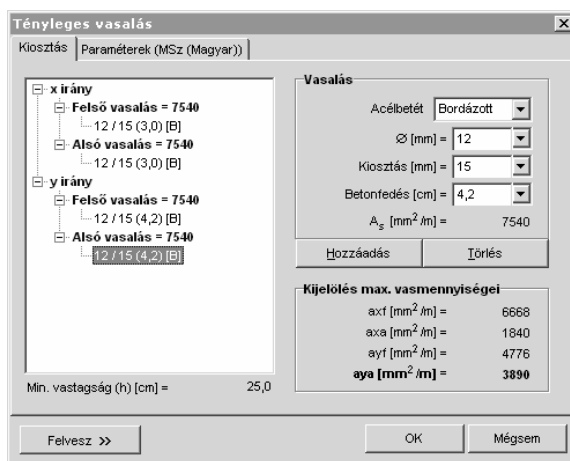 Tényleges vasalás
Kiosztás
Paraméterek (MSz (Magyar))
x irány
Felső vasalás = 7540
12 / 15 (3,0) [B]
Alsó vasalás = 7540
12 / 15 (3,0) [B]
y irány
Felső vasalás = 7540
12 / 15 (4,2) [B]
Alsó vasalás = 7540
12 / 15 (4,2) [B]
Min. vastagság (h) [cm] = 25,0
Vasalás
Acélbetét Bordázott
Ø [mm] = 12
Kiosztás [mm] = 15
Betonfedés [cm] = 4,2
As [mm²/m] = 7540
Hozzáadás
Törlés
Kijelölés max. vasmennyiségei
axf [mm²/m] = 6668
axa [mm²/m] = 1840
ayf [mm²/m] = 4776
aya [mm²/m] = 3890
Felvesz >>
OK
Mégsem